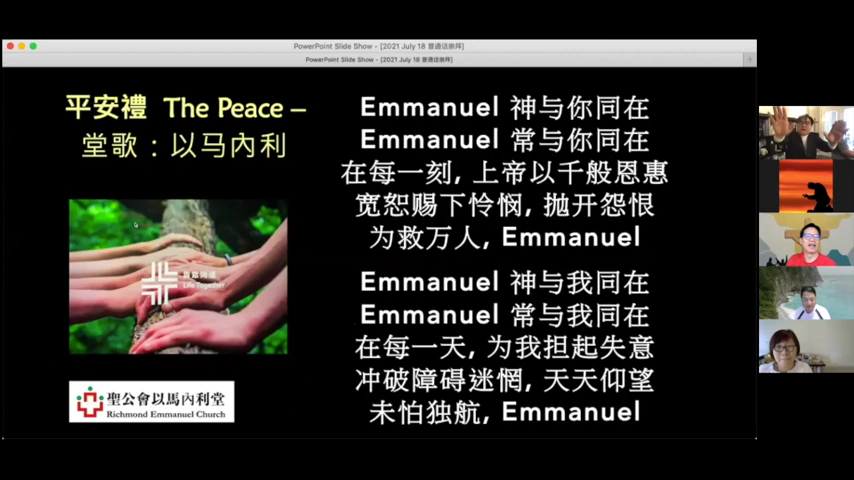 PowerPoint Slide Show - [2021 July 18 普通话崇拜]
PowerPoint Slide Show - [2021 July 18 普通话崇拜]
平安禮 The Peace –
堂歌：以马內利
Life Together
聖公會以馬內利堂
Richmond Emmanuel Church
Emmanuel 神与你同在
Emmanuel 常与你同在
在每一刻, 上帝以千般恩惠
宽恕赐下怜悯, 抛开怨恨
为救万人, Emmanuel
Emmanuel 神与我同在
Emmanuel 常与我同在
在每一天, 为我担起失意
冲破障碍迷惘, 天天仰望
未怕独航, Emmanuel